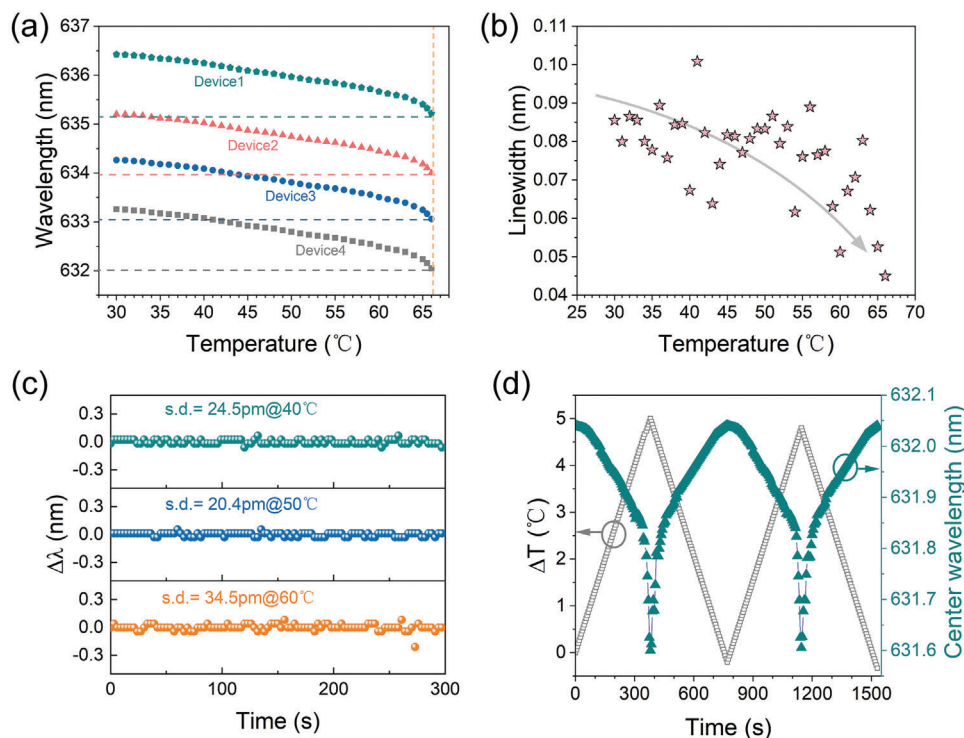 (a)
637
636
635
634
633
632
Wavelength (nm)
Device1
Device2
Device3
Device4
30 35 40 45 50 55 60 65
Temperature (℃)
(b)
0.11
0.10
0.09
0.08
0.07
0.06
0.05
0.04
Linewidth (nm)
25 30 35 40 45 50 55 60 65 70
Temperature (℃)
(c)
s.d.= 24.5pm@40℃
0.3
0.0
-0.3
s.d.= 20.4pm@50℃
0.3
0.0
-0.3
s.d.= 34.5pm@60℃
0.3
0.0
-0.3
Δλ (nm)
0 100 200 300
Time (s)
(d)
5
4
3
2
1
0
ΔT (℃)
632.1
632.0
631.9
631.8
631.7
631.6
Center wavelength (nm)
0 300 600 900 1200 1500
Time (s)